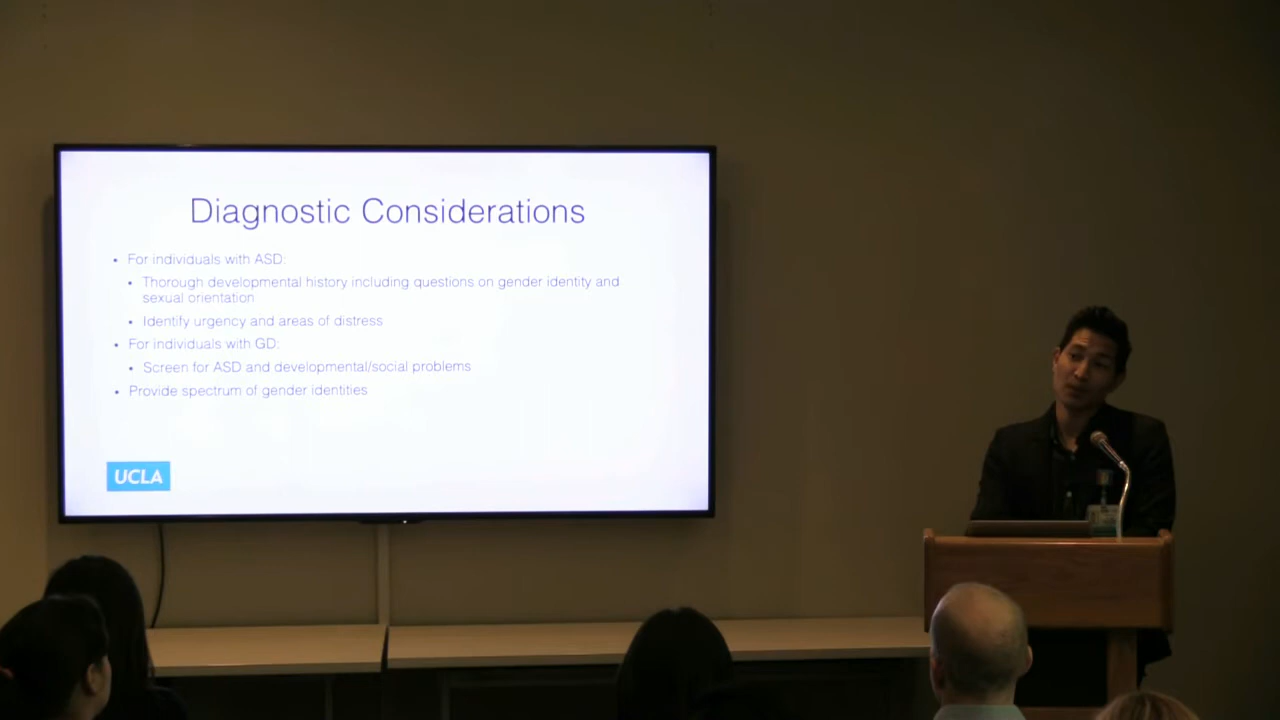 Diagnostic Considerations
• For individuals with ASD:
• Thorough developmental history including questions on gender identity and
sexual orientation
• Identify urgency and areas of distress
• For individuals with GD:
• Screen for ASD and developmental/social problems
• Provide spectrum of gender identities
UCLA